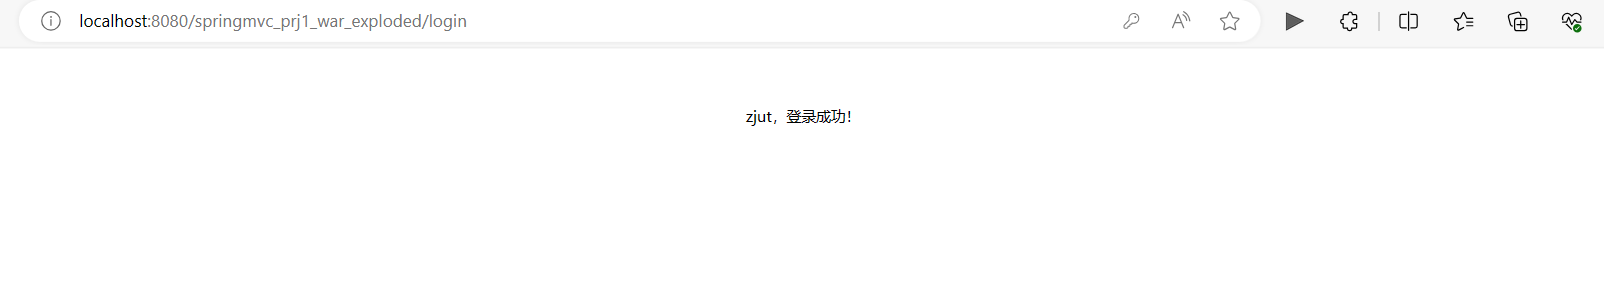 localhost:8080/springmvc_prj1_war_exploded/login
zjut，登录成功！